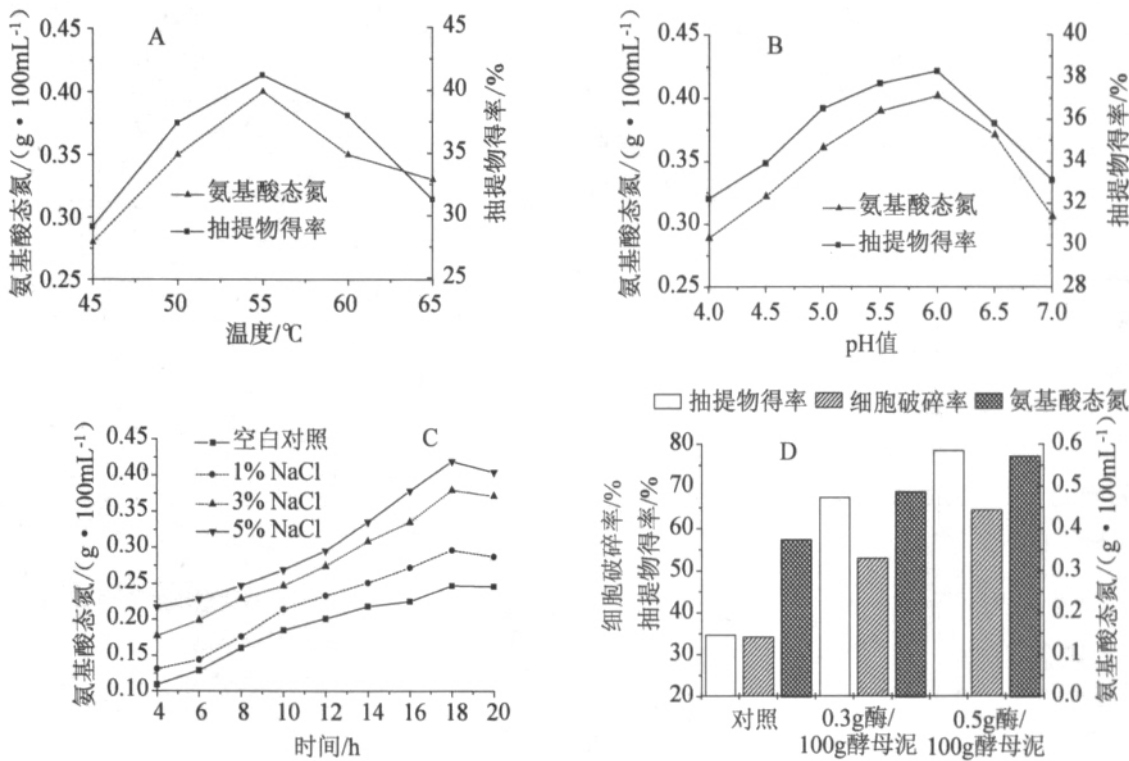 A
氨基酸态氮/(g·100mL⁻¹)
0.45
0.40
0.35
0.30
0.25
45
40
35
30
25
抽提物得率/%
氨基酸态氮
抽提物得率
45 50 55 60 65
温度/℃
B
氨基酸态氮/(g·100mL⁻¹)
0.45
0.40
0.35
0.30
0.25
40
38
36
34
32
30
28
抽提物得率/%
氨基酸态氮
抽提物得率
4.0 4.5 5.0 5.5 6.0 6.5 7.0
pH值
C
氨基酸态氮/(g·100mL⁻¹)
0.45
0.40
0.35
0.30
0.25
0.20
0.15
0.10
空白对照
1% NaCl
3% NaCl
5% NaCl
4 6 8 10 12 14 16 18 20
时间/h
抽提物得率 细胞破碎率 氨基酸态氮
D
细胞破碎率/%
抽提物得率/%
80
70
60
50
40
30
20
0.6
0.5
0.4
0.3
0.2
0.1
0.0
氨基酸态氮/(g·100mL⁻¹)
对照
0.3g酶/
100g酵母泥
0.5g酶/
100g酵母泥